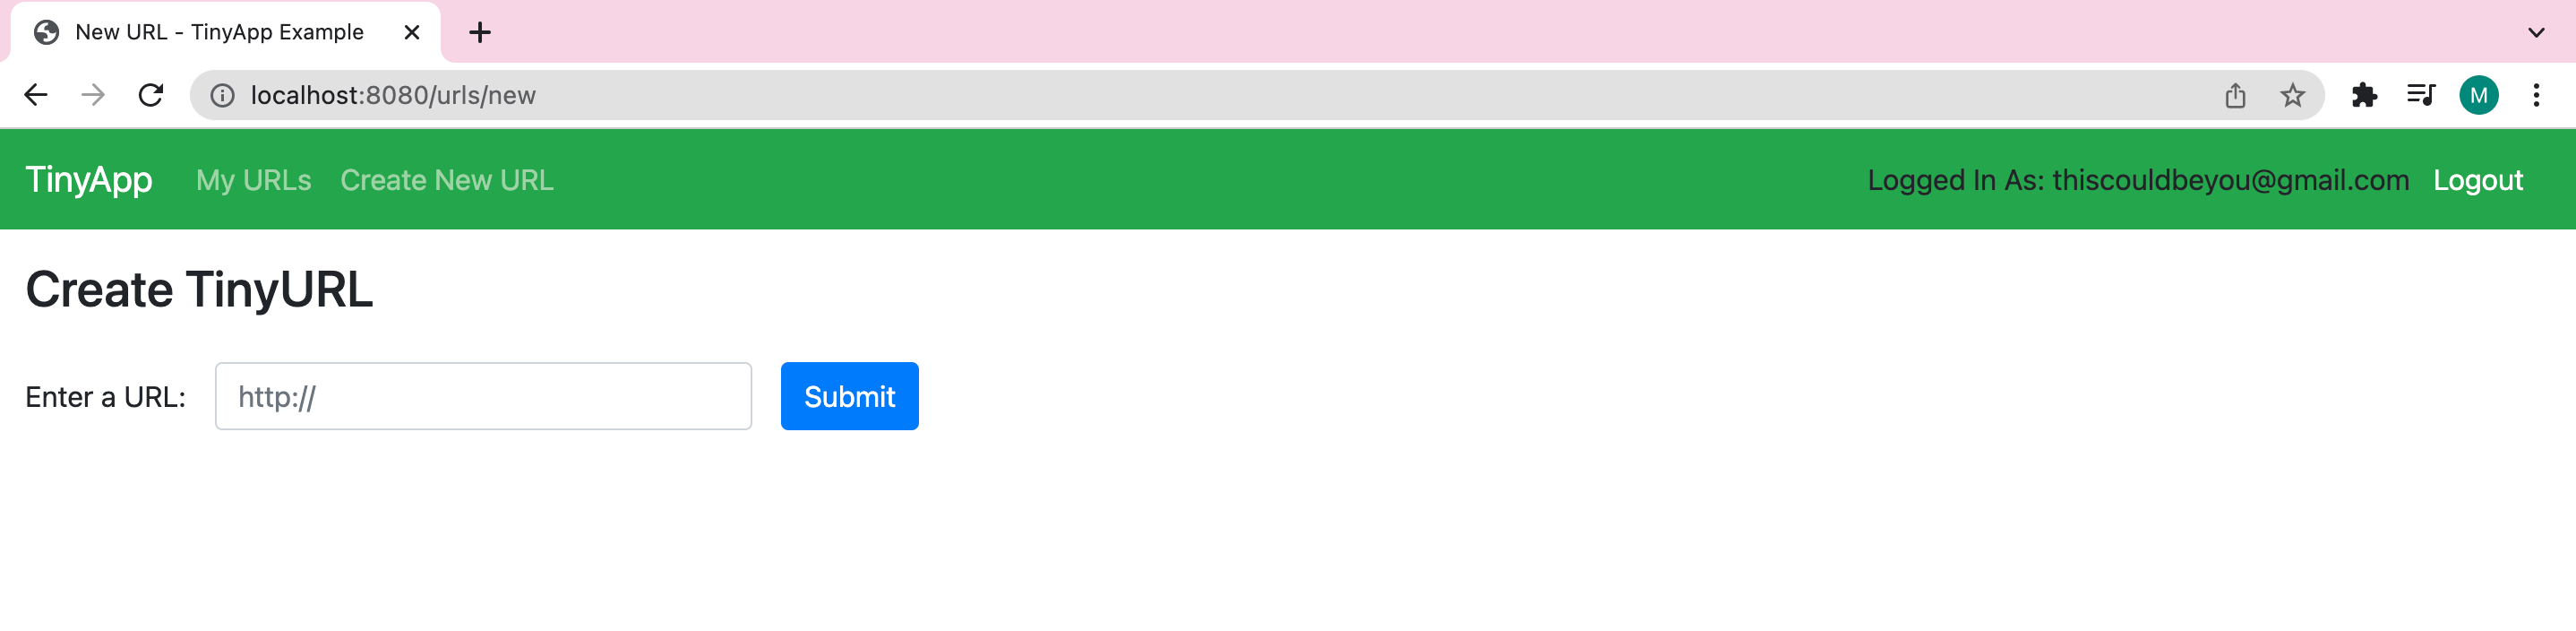 New URL - TinyApp Example
localhost:8080/urls/new
M
TinyApp My URLs Create New URL Logged In As: thiscouldbeyou@gmail.com Logout
Create TinyURL
Enter a URL: http:// Submit